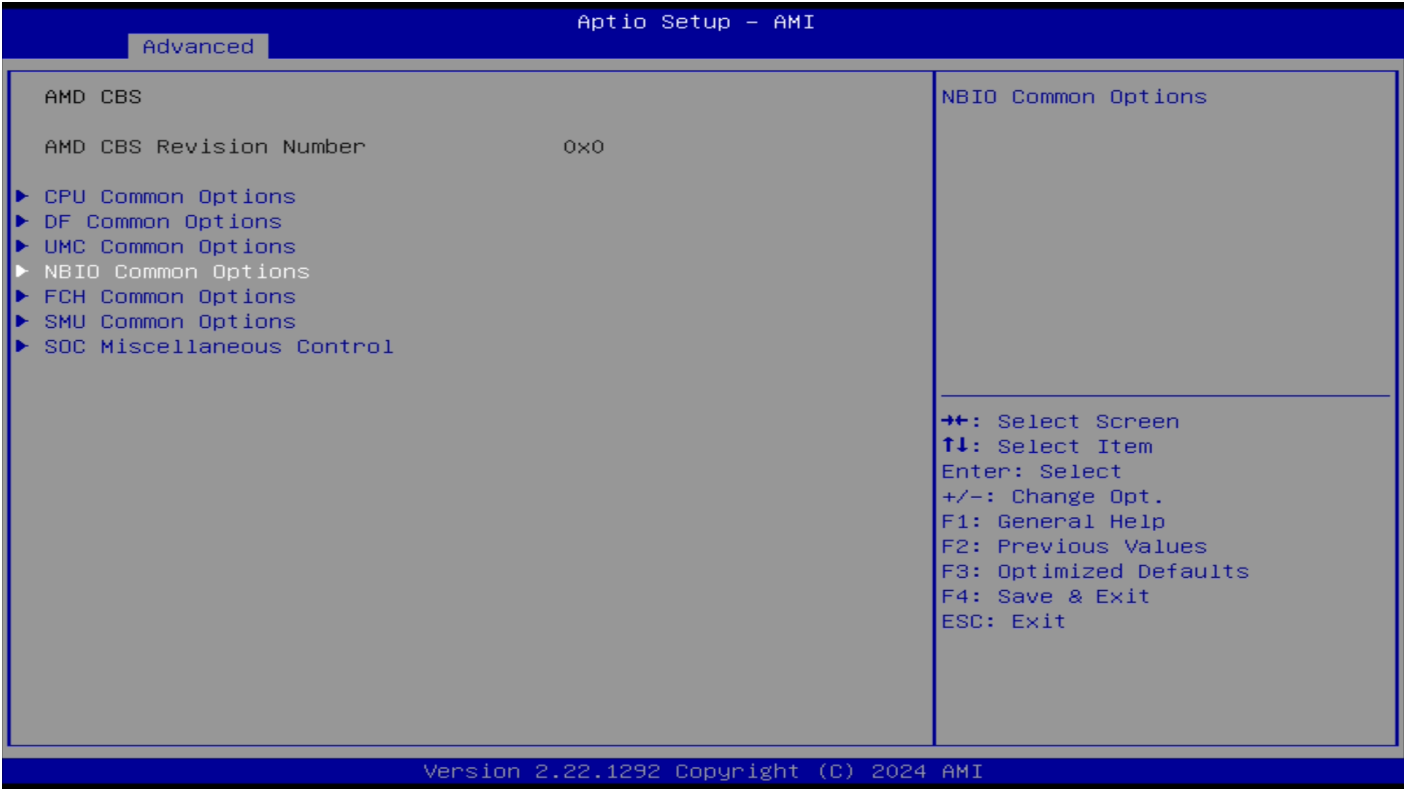 Aptio Setup – AMI
Advanced
AMD CBS
AMD CBS Revision Number 0x0
▶ CPU Common Options
▶ DF Common Options
▶ UMC Common Options
▶ NBIO Common Options
▶ FCH Common Options
▶ SMU Common Options
▶ SOC Miscellaneous Control
NBIO Common Options
→←: Select Screen
↑↓: Select Item
Enter: Select
+/-: Change Opt.
F1: General Help
F2: Previous Values
F3: Optimized Defaults
F4: Save & Exit
ESC: Exit
Version 2.22.1292 Copyright (C) 2024 AMI